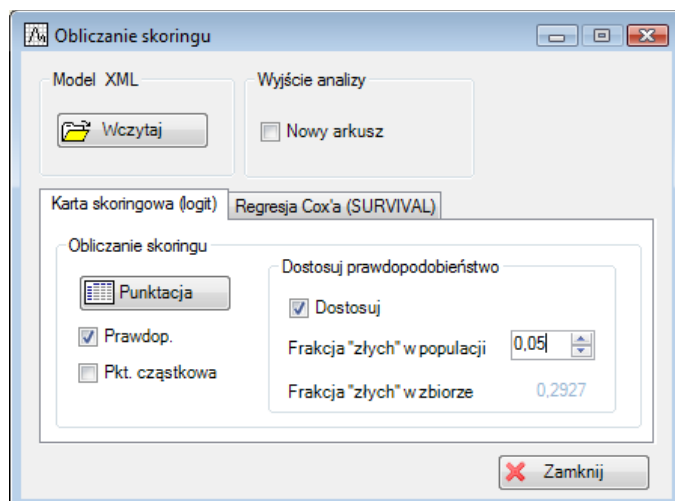 Obliczanie skoringu
Model XML
Wyjście analizy
Wczytaj
Nowy arkusz
Karta skoringowa (logit)
Regresja Cox'a (SURVIVAL)
Obliczanie skoringu
Dostosuj prawdopodobieństwo
Punktacja
Dostosuj
Prawdop.
Frakcja "złych" w populacji 0,05
Pkt. cząstkowa
Frakcja "złych" w zbiorze 0,2927
Zamknij